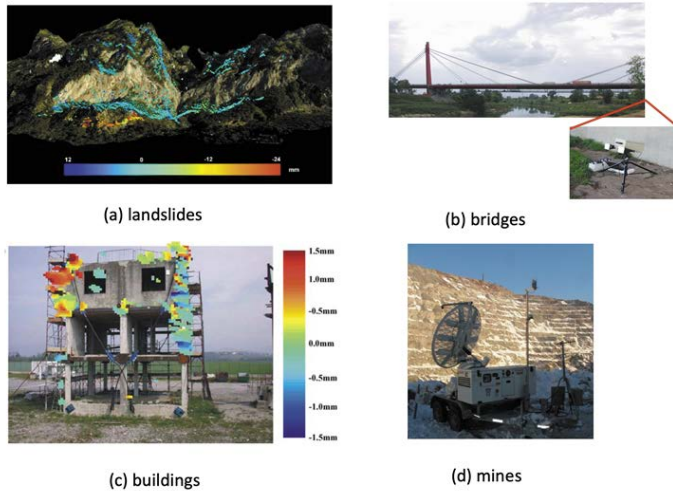 12 0 -12 -24
mm
(a) landslides
(b) bridges
1.5mm
1.0mm
-0.5mm
0.0mm
-0.5mm
-1.0mm
-1.5mm
(c) buildings
(d) mines